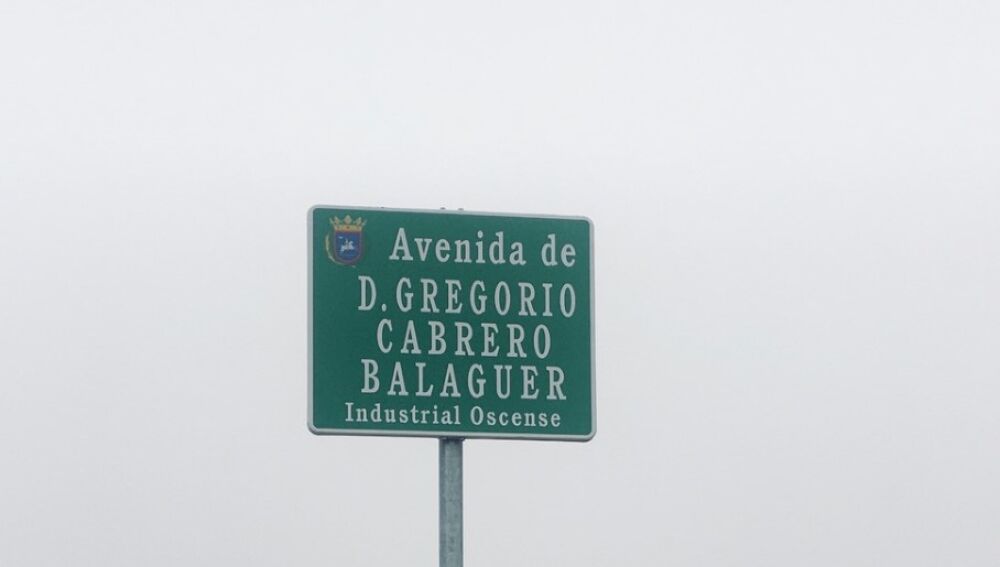 Avenida de
D. GREGORIO
CABRERO
BALAGUER
Industrial Oscense